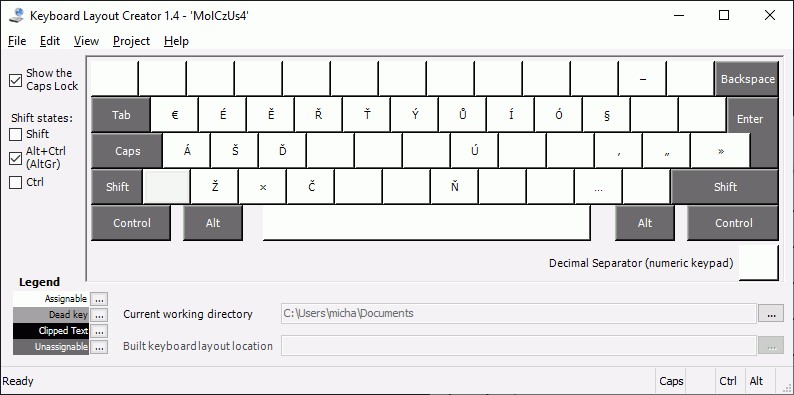 Keyboard Layout Creator 1.4 - 'MolCzUs4'
File Edit View Project Help
Show the
Caps Lock
– Backspace
Tab € É Ě Ř Ť Ý Ů Í Ó § Enter
Shift states:
Shift
Alt+Ctrl
(AltGr)
Ctrl
Caps Á Š Ď Ú ‚ „ »
Shift Ž × Č Ň … Shift
Control Alt Alt Control
Decimal Separator (numeric keypad)
Legend
Assignable ...
Dead key ...
Clipped Text ...
Unassignable ...
Current working directory C:\Users\micha\Documents ...
Built keyboard layout location ...
Ready Caps Ctrl Alt